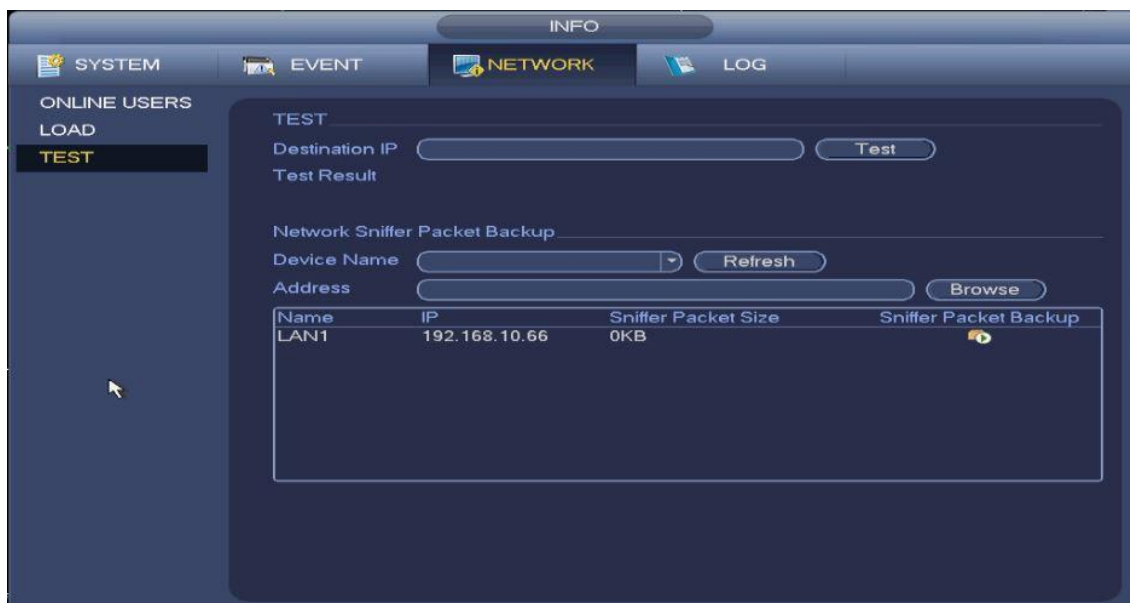 INFO
SYSTEM EVENT NETWORK LOG
ONLINE USERS
LOAD
TEST
TEST
Destination IP Test
Test Result
Network Sniffer Packet Backup
Device Name Refresh
Address Browse
Name IP Sniffer Packet Size Sniffer Packet Backup
LAN1 192.168.10.66 0KB